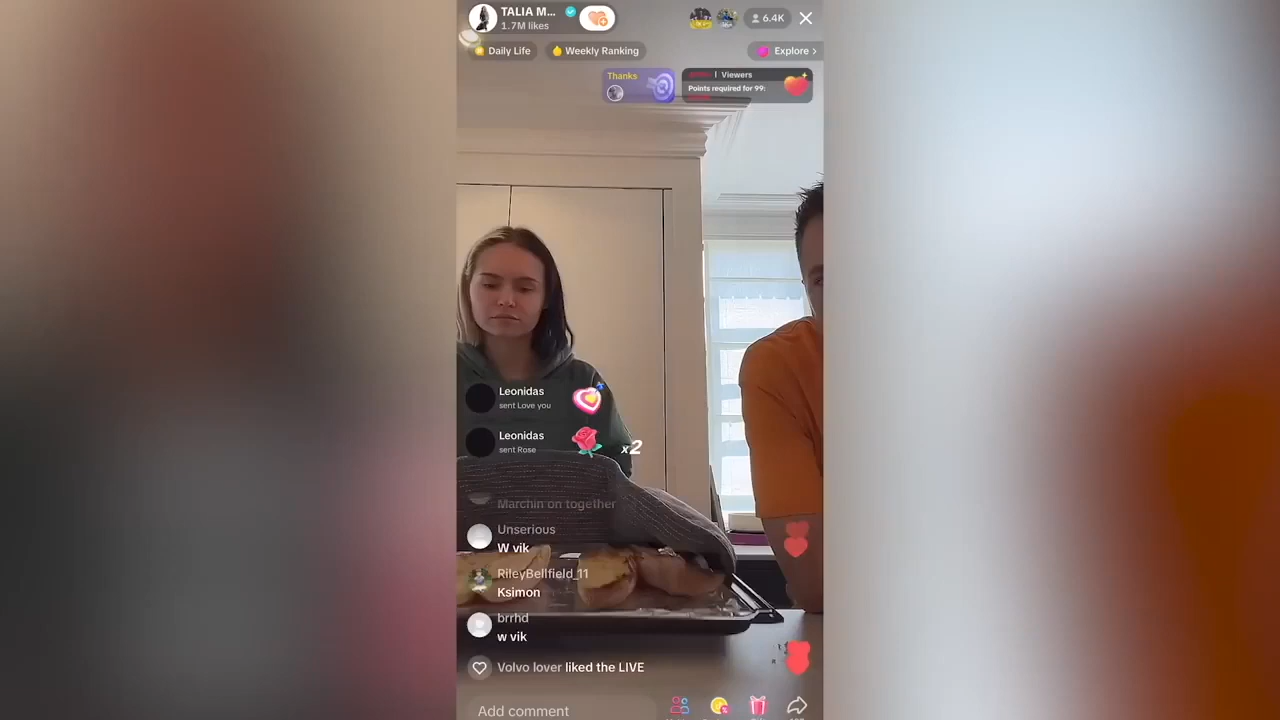 TALIA M...
1.7M likes
6.4K
Daily Life
Weekly Ranking
Explore >
Thanks
| Viewers
Points required for 99:
Leonidas
sent Love you
Leonidas
sent Rose
x2
Marchin on together
Unserious
W vik
RileyBellfield_11
Ksimon
brrhd
w vik
Volvo lover liked the LIVE
Add comment